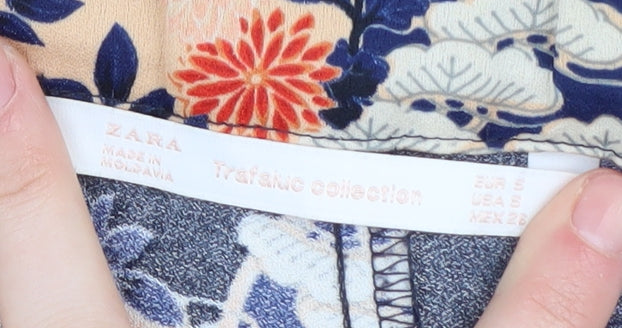 ZARA
MADE IN
MOLDAVIA
Trafaluc collection
EUR S
USA S
MEX 26